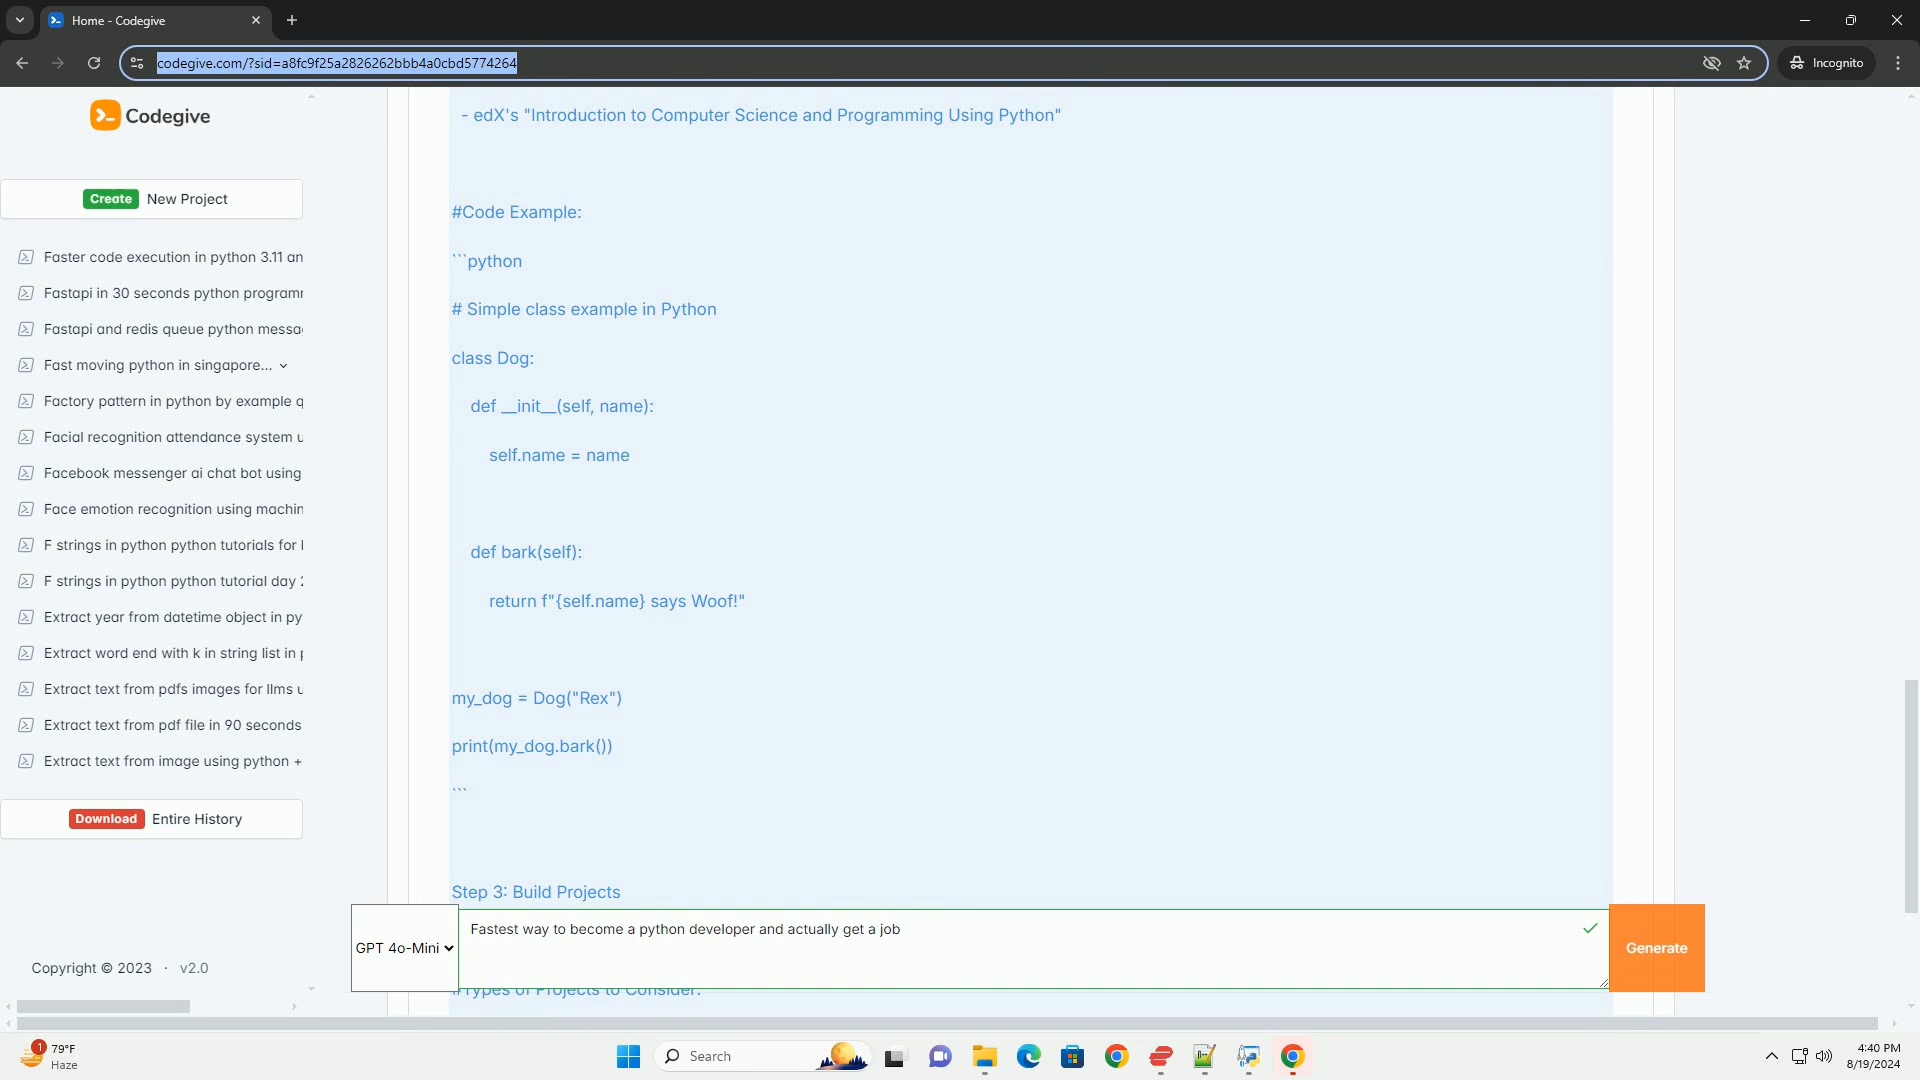 Home - Codegive
codegive.com/?sid=a8fc9f25a2826262bbb4a0cbd5774264
Incognito
Codegive
Create New Project
Faster code execution in python 3.11 an
Fastapi in 30 seconds python program
Fastapi and redis queue python messa
Fast moving python in singapore...
Factory pattern in python by example q
Facial recognition attendance system u
Facebook messenger ai chat bot using
Face emotion recognition using machin
F strings in python python tutorials for
F strings in python python tutorial day 2
Extract year from datetime object in py
Extract word end with k in string list in p
Extract text from pdfs images for llms u
Extract text from pdf file in 90 seconds
Extract text from image using python +
Download Entire History
Copyright © 2023 · v2.0
- edX's "Introduction to Computer Science and Programming Using Python"
#Code Example:
```python
# Simple class example in Python
class Dog:
def __init__(self, name):
self.name = name
def bark(self):
return f"{self.name} says Woof!"
my_dog = Dog("Rex")
print(my_dog.bark())
```
Step 3: Build Projects
GPT 4o-Mini
Fastest way to become a python developer and actually get a job
Generate
#Types of Projects to Consider:
1
79°F
Haze
Search
4:40 PM
8/19/2024